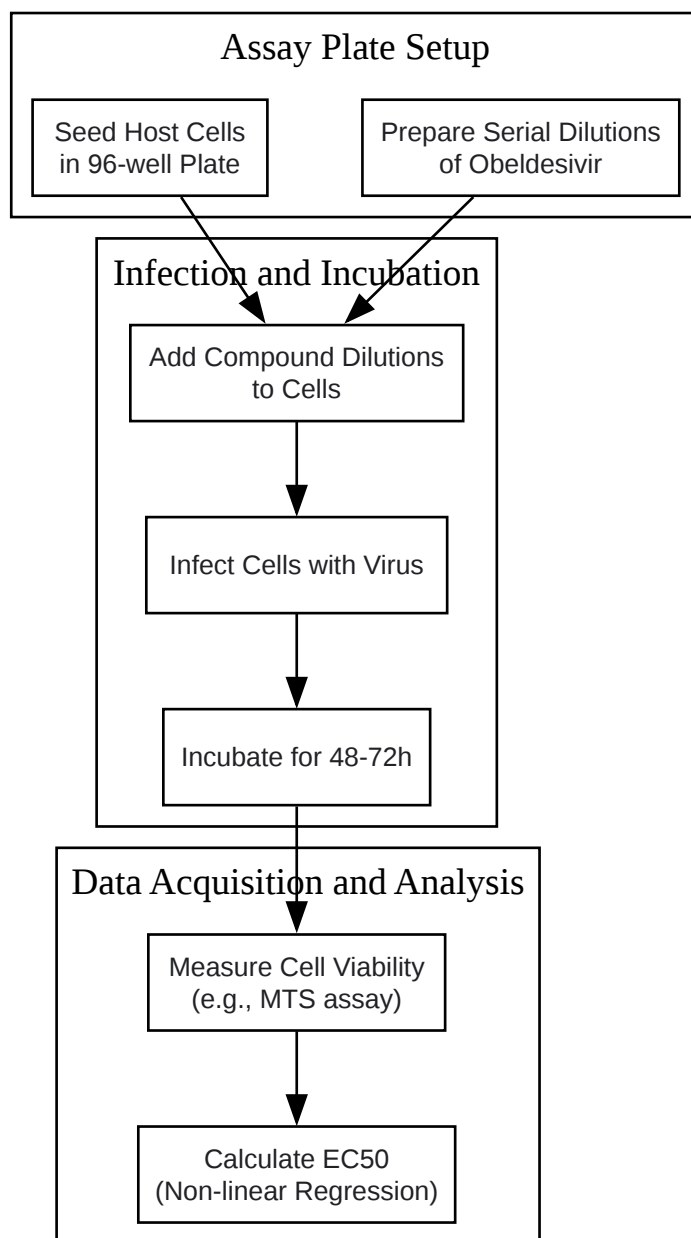 Assay Plate Setup
Seed Host Cells
in 96-well Plate
Prepare Serial Dilutions
of Obeldesivir
Infection and Incubation
Add Compound Dilutions
to Cells
Infect Cells with Virus
Incubate for 48-72h
Data Acquisition and Analysis
Measure Cell Viability
(e.g., MTS assay)
Calculate EC50
(Non-linear Regression)